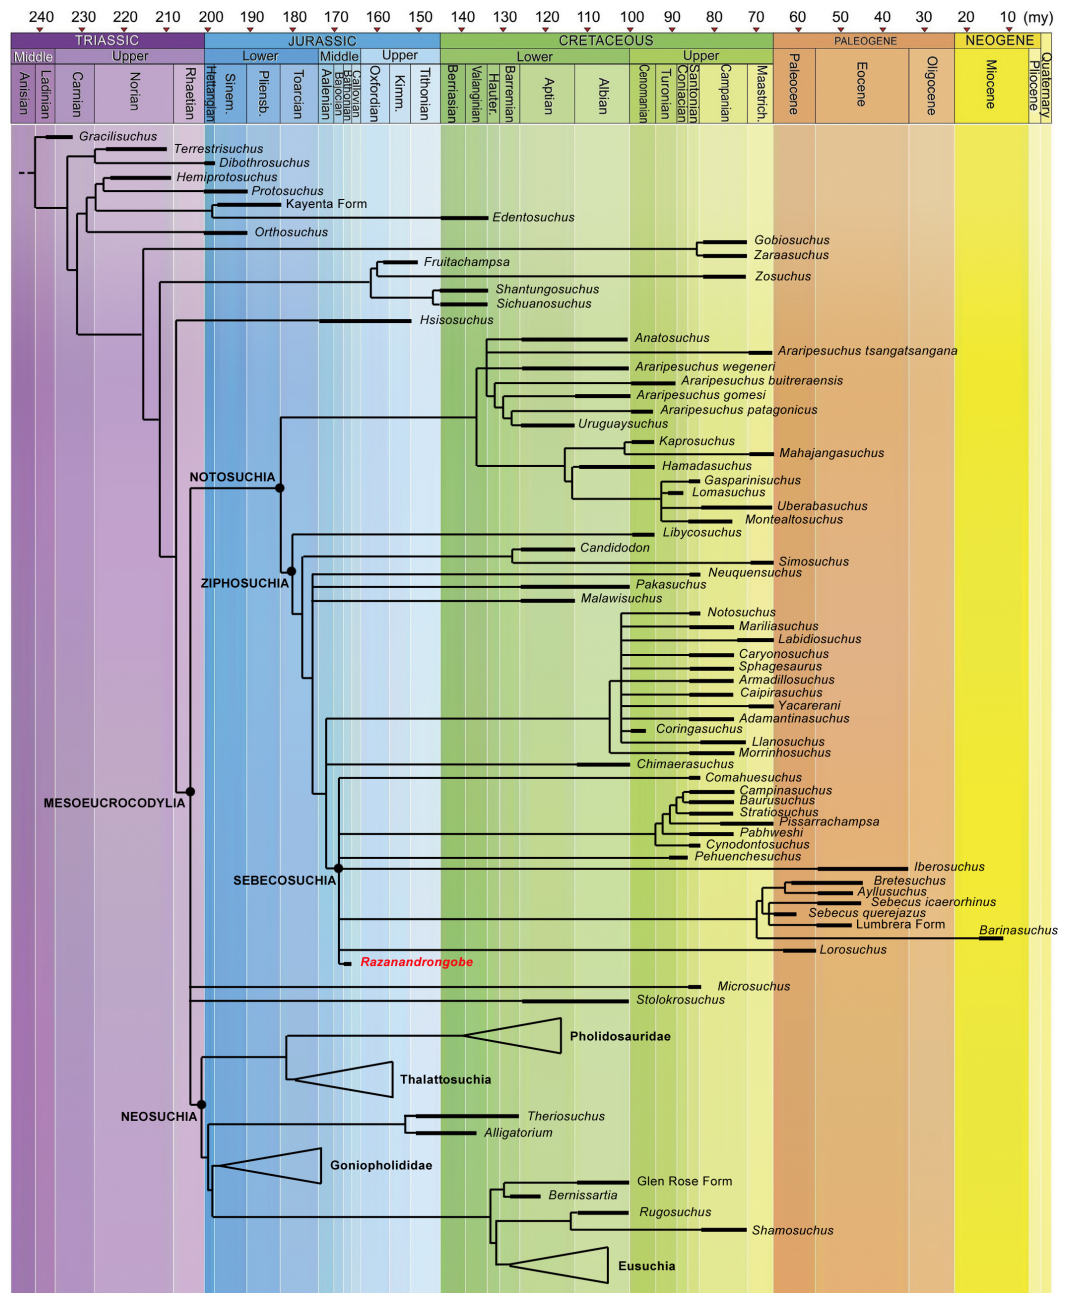 240 230 220 210 200 190 180 170 160 150 140 130 120 110 100 90 80 70 60 50 40 30 20 10 (my)
TRIASSIC JURASSIC CRETACEOUS PALEOGENE NEOGENE Quaternary
Middle Upper Lower Middle Upper Lower Upper
Anisian Ladinian Carnian Norian Rhaetian Hettangian Sinem. Pliensb. Toarcian Aalenian Bajocian Bathonian Callovian Oxfordian Kimm. Tithonian Berriasian Valanginian Hauter. Barremian Aptian Albian Cenomanian Turonian Coniacian Santonian Campanian Maastrich. Paleocene Eocene Oligocene Miocene Pliocene
Gracilisuchus
Terrestrisuchus
Dibothrosuchus
Hemiprotosuchus
Protosuchus
Kayenta Form
Edentosuchus
Orthosuchus
Gobiosuchus
Zaraasuchus
Fruitachampsa
Zosuchus
Shantungosuchus
Sichuanosuchus
Hsisosuchus
Anatosuchus
Araripesuchus tsangatsangana
Araripesuchus wegeneri
Araripesuchus buitreraensis
Araripesuchus gomesi
Araripesuchus patagonicus
Uruguaysuchus
Kaprosuchus
Mahajangasuchus
Hamadasuchus
NOTOSUCHIA
Gasparinisuchus
Lomasuchus
Uberabasuchus
Montealtosuchus
Libycosuchus
Candidodon
Simosuchus
Neuquensuchus
ZIPHOSUCHIA
Pakasuchus
Malawisuchus
Notosuchus
Mariliasuchus
Labidiosuchus
Caryonosuchus
Sphagesaurus
Armadillosuchus
Caipirasuchus
Yacarerani
Adamantinasuchus
Coringasuchus
Llanosuchus
Morrinhosuchus
Chimaerasuchus
Comahuesuchus
Campinasuchus
MESOEUCROCODYLIA
Baurusuchus
Stratiosuchus
Pissarrachampsa
Pabhweshi
Cynodontosuchus
Pehuenchesuchus
Iberosuchus
SEBECOSUCHIA
Bretesuchus
Ayllusuchus
Sebecus icaerorhinus
Sebecus querejazus
Lumbrera Form
Barinasuchus
Lorosuchus
Razanandrongobe
Microsuchus
Stolokrosuchus
Pholidosauridae
Thalattosuchia
NEOSUCHIA
Theriosuchus
Alligatorium
Goniopholididae
Glen Rose Form
Bernissartia
Rugosuchus
Shamosuchus
Eusuchia